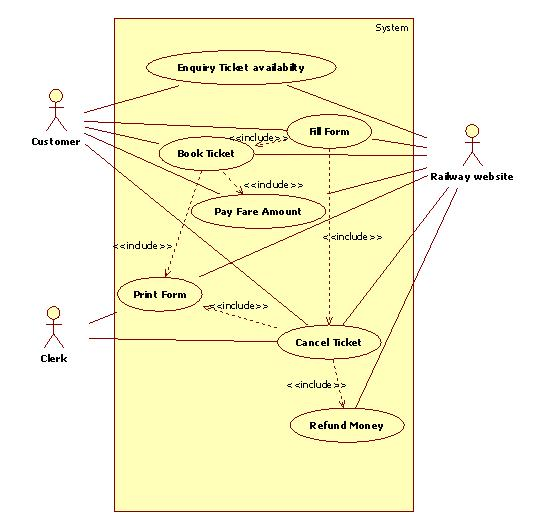 System
Enquiry Ticket availabilty
Customer
Fill Form
<<include>>
Book Ticket
Railway website
<<include>>
Pay Fare Amount
<<include>>
<<include>>
Print Form
<<include>>
Clerk
Cancel Ticket
<<include>>
Refund Money